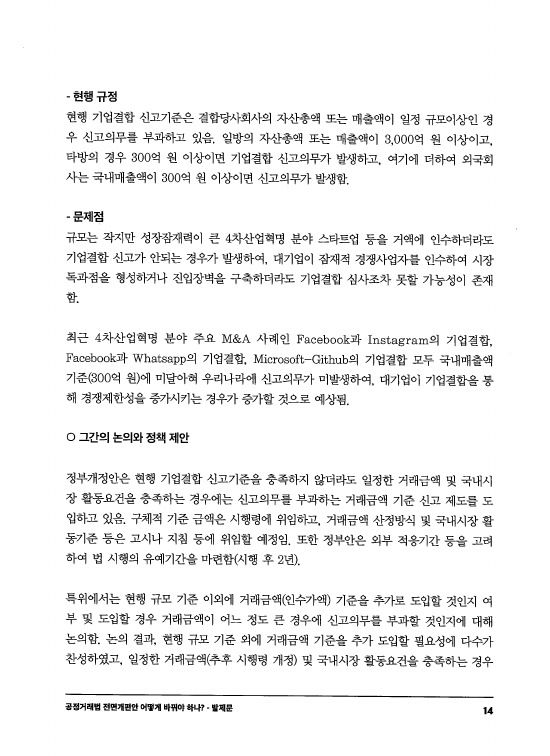 - 현행 규정
현행 기업결합 신고기준은 결합당사회사의 자산총액 또는 매출액이 일정 규모이상인 경
우 신고의무를 부과하고 있음. 일방의 자산총액 또는 매출액이 3,000억 원 이상이고,
타방의 경우 300억 원 이상이면 기업결합 신고의무가 발생하고, 여기에 더하여 외국회
사는 국내매출액이 300억 원 이상이면 신고의무가 발생함.
- 문제점
규모는 작지만 성장잠재력이 큰 4차산업혁명 분야 스타트업 등을 거액에 인수하더라도
기업결합 신고가 안되는 경우가 발생하여, 대기업이 잠재적 경쟁사업자를 인수하여 시장
독과점을 형성하거나 진입장벽을 구축하더라도 기업결합 심사조차 못할 가능성이 존재
함.
최근 4차산업혁명 분야 주요 M&A 사례인 Facebook과 Instagram의 기업결합,
Facebook과 Whatsapp의 기업결합, Microsoft-Github의 기업결합 모두 국내매출액
기준(300억 원)에 미달아혀 우리나라에 신고의무가 미발생하여, 대기업이 기업결합을 통
해 경쟁제한성을 증가시키는 경우가 증가할 것으로 예상됨.
○ 그간의 논의와 정책 제안
정부개정안은 현행 기업결합 신고기준을 충족하지 않더라도 일정한 거래금액 및 국내시
장 활동요건을 충족하는 경우에는 신고의무를 부과하는 거래금액 기준 신고 제도를 도
입하고 있음. 구체적 기준 금액은 시행령에 위임하고, 거래금액 산정방식 및 국내시장 활
동기준 등은 고시나 지침 등에 위임할 예정임. 또한 정부안은 외부 적응기간 등을 고려
하여 법 시행의 유예기간을 마련함(시행 후 2년).
특위에서는 현행 규모 기준 이외에 거래금액(인수가액) 기준을 추가로 도입할 것인지 여
부 및 도입할 경우 거래금액이 어느 정도 큰 경우에 신고의무를 부과할 것인지에 대해
논의함. 논의 결과, 현행 규모 기준 외에 거래금액 기준을 추가 도입할 필요성에 다수가
찬성하였고, 일정한 거래금액(추후 시행령 개정) 및 국내시장 활동요건을 충족하는 경우
공정거래법 전면개편안 어떻게 바꿔야 하나? - 발제문
14